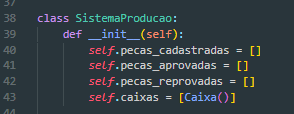 37
38 class SistemaProducao:
39     def __init__(self):
40         self.pecas_cadastradas = []
41         self.pecas_aprovadas = []
42         self.pecas_reprovadas = []
43         self.caixas = [Caixa()]
44